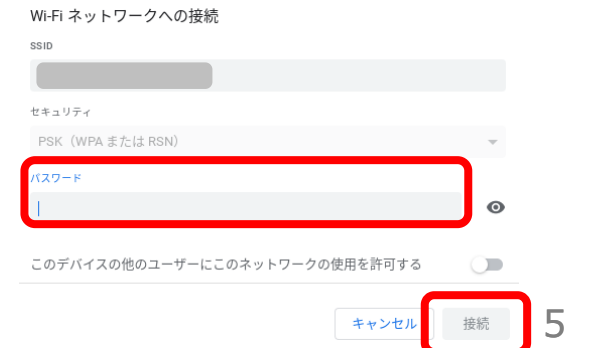 Wi-Fi ネットワークへの接続
SSID
セキュリティ
PSK（WPA または RSN）
パスワード
このデバイスの他のユーザーにこのネットワークの使用を許可する
キャンセル 接続 5